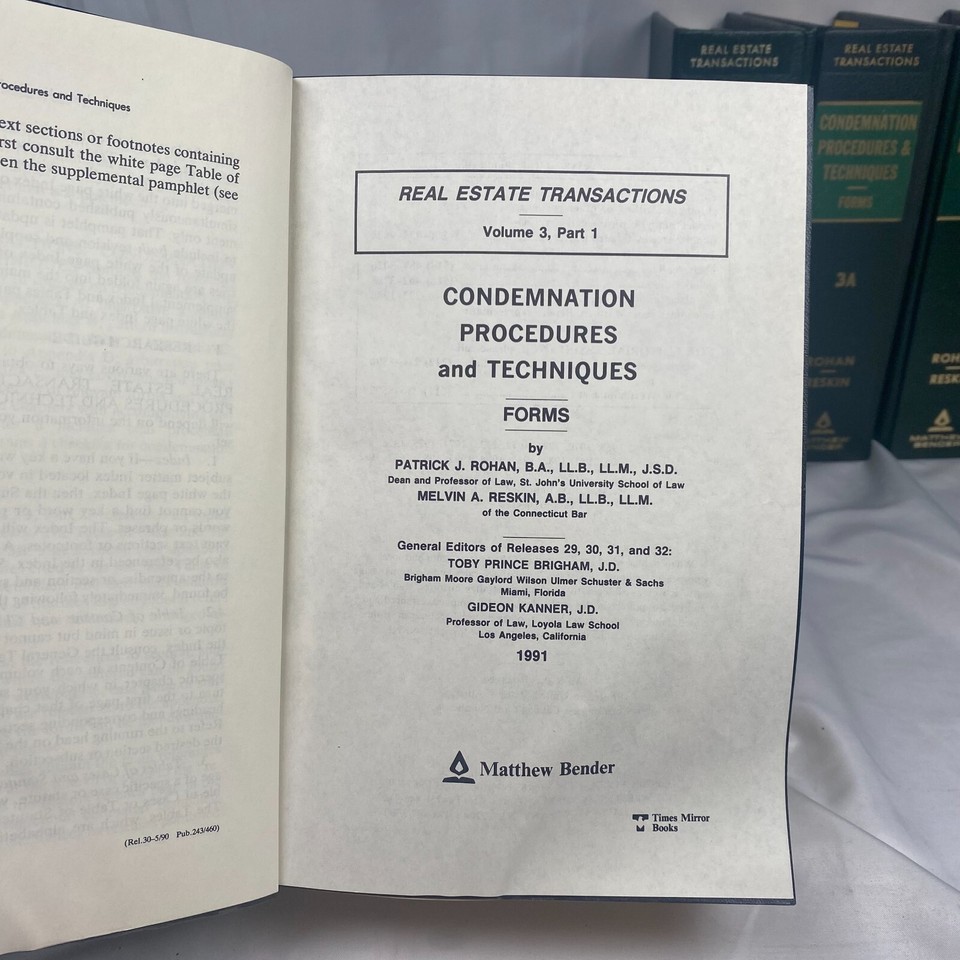 rocedures and Techniques
ext sections or footnotes containing
rst consult the white page Table of
en the supplemental pamphlet (see
(Rel.30–5/90 Pub.243/460)
REAL ESTATE TRANSACTIONS
Volume 3, Part 1
CONDEMNATION
PROCEDURES
and TECHNIQUES
FORMS
by
PATRICK J. ROHAN, B.A., LL.B., LL.M., J.S.D.
Dean and Professor of Law, St. John's University School of Law
MELVIN A. RESKIN, A.B., LL.B., LL.M.
of the Connecticut Bar
General Editors of Releases 29, 30, 31, and 32:
TOBY PRINCE BRIGHAM, J.D.
Brigham Moore Gaylord Wilson Ulmer Schuster & Sachs
Miami, Florida
GIDEON KANNER, J.D.
Professor of Law, Loyola Law School
Los Angeles, California
1991
Matthew Bender
Times Mirror
Books
REAL ESTATE
TRANSACTIONS
REAL ESTATE
TRANSACTIONS
CONDEMNATION
PROCEDURES &
TECHNIQUES
FORMS
3A
ROHAN
RESKIN
MATTHEW
BENDER
ROH
RESK
MATTHEW
BENDER